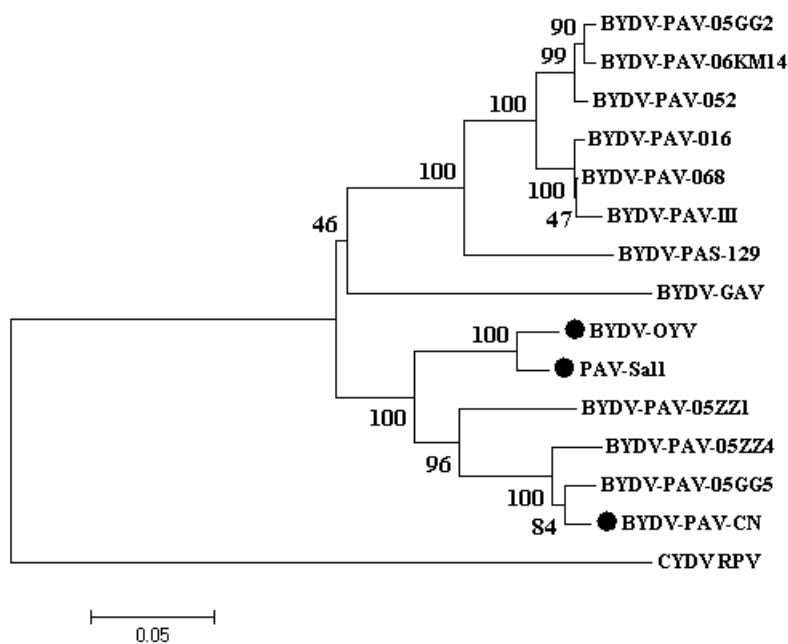 90
BYDV-PAV-05GG2
99
BYDV-PAV-06KM14
100
BYDV-PAV-052
BYDV-PAV-016
100
100
BYDV-PAV-068
47
BYDV-PAV-III
46
BYDV-PAS-129
BYDV-GAV
100
BYDV-OYV
PAV-Sal1
100
BYDV-PAV-05ZZ1
96
BYDV-PAV-05ZZ4
100
BYDV-PAV-05GG5
84
BYDV-PAV-CN
CYDV RPV
0.05